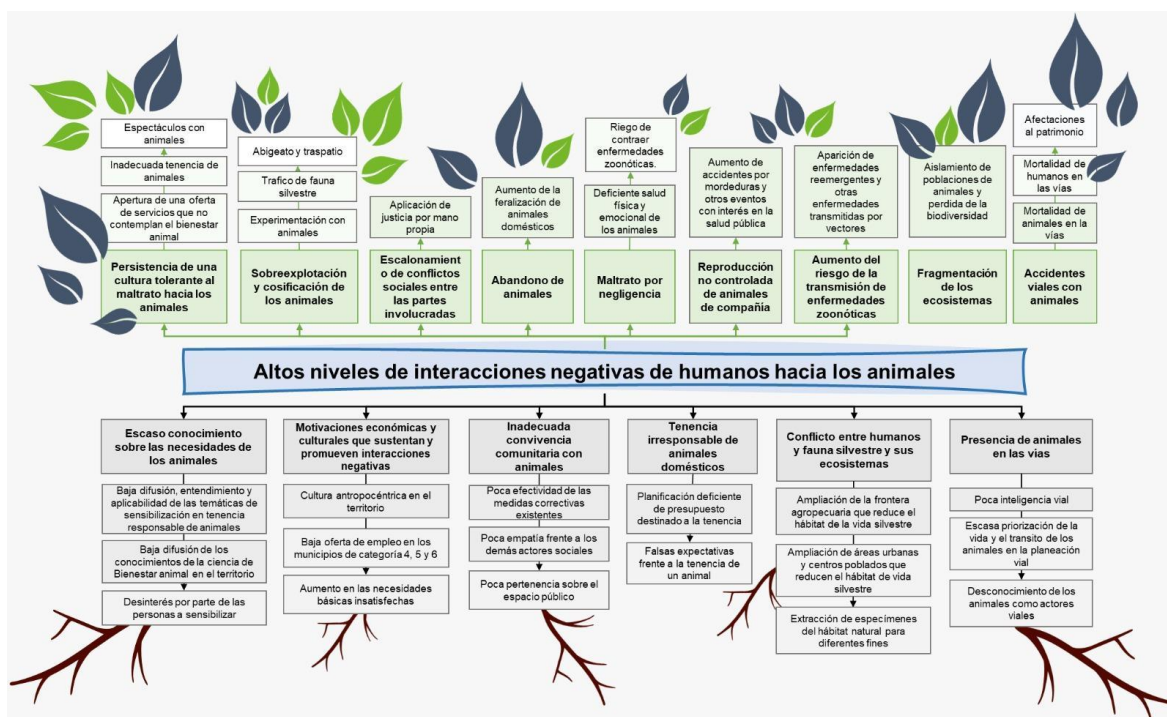 Espectáculos con
animales
Inadecuada tenencia de
animales
Apertura de una oferta
de servicios que no
contemplan el bienestar
animal
Persistencia de una
cultura tolerante al
maltrato hacia los
animales
Abigeato y traspatio
Trafico de fauna
silvestre
Experimentación con
animales
Sobreexplotación
y cosificación de
los animales
Aplicación de
justicia por mano
propia
Escalonamient
o de conflictos
sociales entre
las partes
involucradas
Aumento de la
feralización de
animales
domésticos
Abandono de
animales
Riego de
contraer
enfermedades
zoonóticas.
Deficiente salud
física y
emocional de
los animales
Maltrato por
negligencia
Aumento de
accidentes por
mordeduras y
otros eventos
con interés en la
salud pública
Reproducción
no controlada
de animales
de compañía
Aparición de
enfermedades
reemergentes y
otras
enfermedades
transmitidas por
vectores
Aumento del
riesgo de la
transmisión de
enfermedades
zoonóticas
Aislamiento de
poblaciones de
animales y
perdida de la
biodiversidad
Fragmentación
de los
ecosistemas
Afectaciones
al patrimonio
Mortalidad de
humanos en
las vías
Mortalidad de
animales en la
vías
Accidentes
viales con
animales
Altos niveles de interacciones negativas de humanos hacia los animales
Escaso conocimiento
sobre las necesidades de
los animales
Baja difusión, entendimiento y
aplicabilidad de las temáticas de
sensibilización en tenencia
responsable de animales
Baja difusión de los
conocimientos de la ciencia de
Bienestar animal en el territorio
Desinterés por parte de las
personas a sensibilizar
Motivaciones económicas y
culturales que sustentan y
promueven interacciones
negativas
Cultura antropocéntrica en el
territorio
Baja oferta de empleo en los
municipios de categoría 4, 5 y 6
Aumento en las necesidades
básicas insatisfechas
Inadecuada
convivencia
comunitaria con
animales
Poca efectividad de las
medidas correctivas
existentes
Poca empatía frente a los
demás actores sociales
Poca pertenencia sobre el
espacio público
Tenencia
irresponsable de
animales
domésticos
Planificación deficiente
de presupuesto
destinado a la tenencia
Falsas expectativas
frente a la tenencia de
un animal
Conflicto entre humanos
y fauna silvestre y sus
ecosistemas
Ampliación de la frontera
agropecuaria que reduce el
hábitat de la vida silvestre
Ampliación de áreas urbanas
y centros poblados que
reducen el hábitat de vida
silvestre
Extracción de especímenes
del hábitat natural para
diferentes fines
Presencia de animales
en las vias
Poca inteligencia vial
Escasa priorización de la
vida y el transito de los
animales en la planeación
vial
Desconocimiento de los
animales como actores
viales